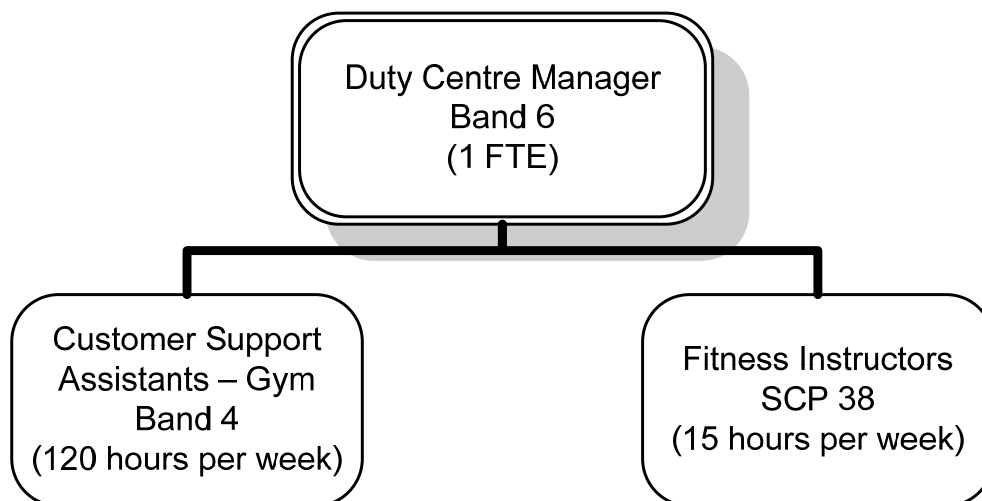 Duty Centre Manager
Band 6
(1 FTE)
Customer Support
Assistants – Gym
Band 4
(120 hours per week)
Fitness Instructors
SCP 38
(15 hours per week)